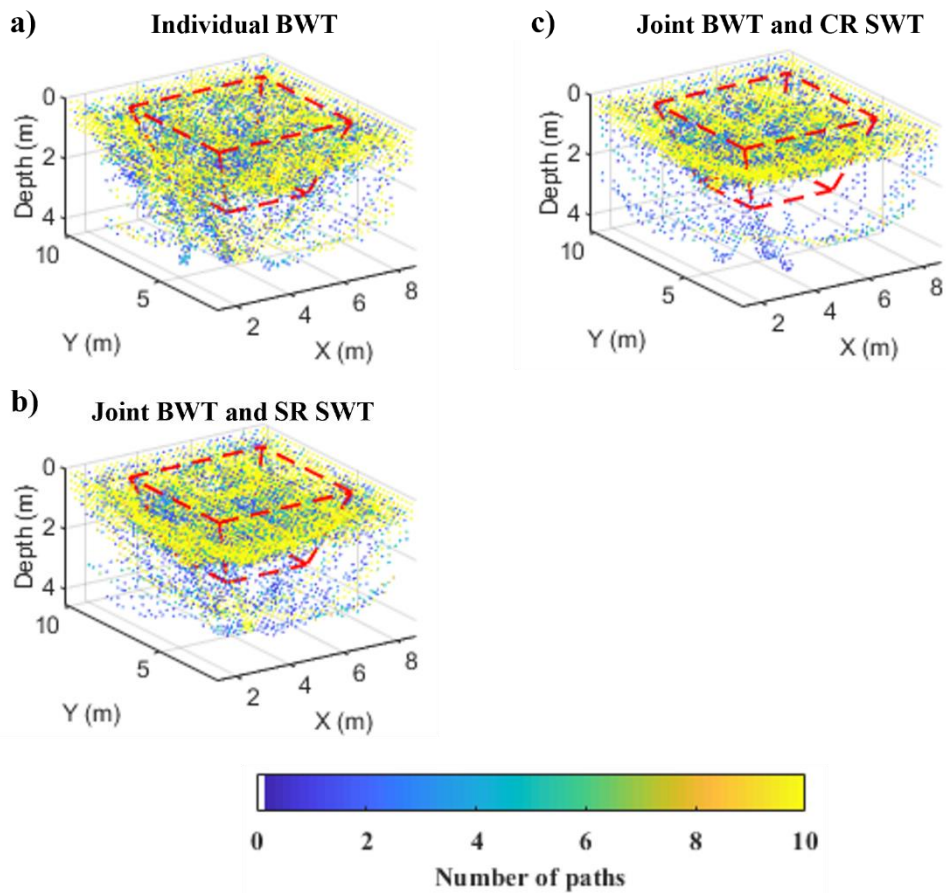 a)
Individual BWT
0
2
4
Depth (m)
10
5
Y (m)
2
4
6
8
X (m)
c)
Joint BWT and CR SWT
0
2
4
Depth (m)
10
5
Y (m)
2
4
6
8
X (m)
b)
Joint BWT and SR SWT
0
2
4
Depth (m)
10
5
Y (m)
2
4
6
8
X (m)
0 2 4 6 8 10
Number of paths